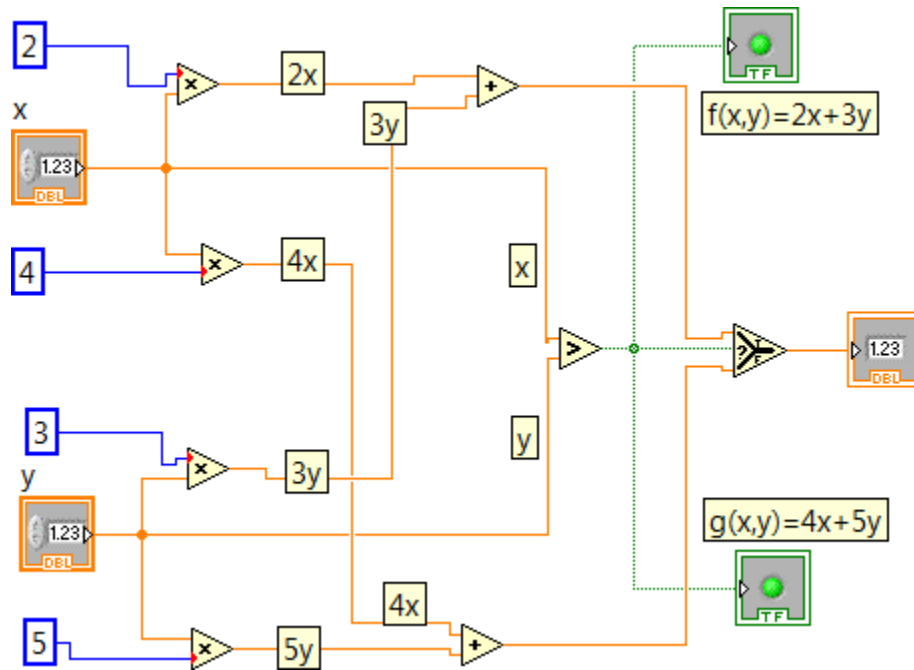 2
x
1.23
DBL
4
3
y
1.23
DBL
5
×
2x
3y
+
×
4x
x
>
y
×
3y
4x
×
5y
+
TF
f(x,y)=2x+3y
?
T
F
1.23
DBL
g(x,y)=4x+5y
TF